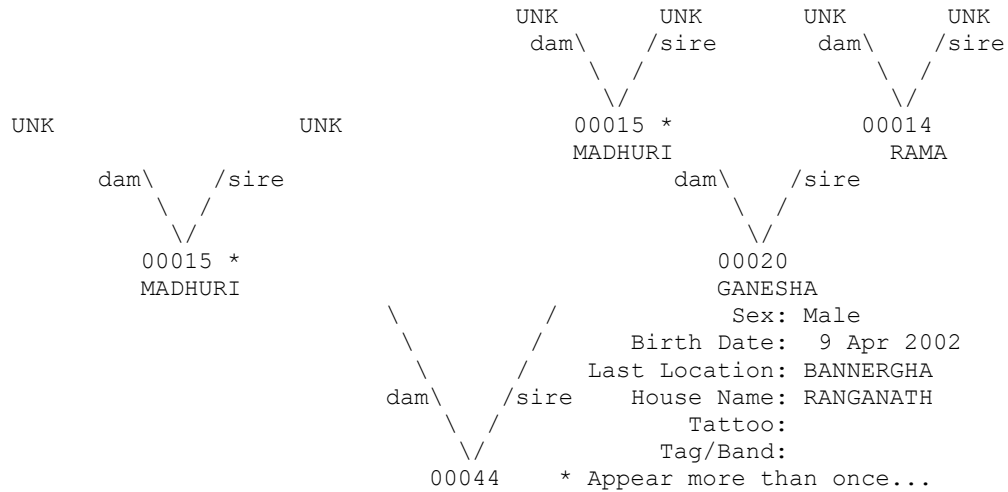 UNK UNK UNK UNK
dam\ /sire dam\ /sire
\ / \ /
\/ \/
UNK UNK 00015 * 00014
MADHURI RAMA
dam\ /sire dam\ /sire
\ / \ /
\/ \/
00015 * 00020
MADHURI GANESHA
\ / Sex: Male
\ / Birth Date: 9 Apr 2002
\ / Last Location: BANNERGHA
dam\ /sire House Name: RANGANATH
\ / Tattoo:
\/ Tag/Band:
00044 * Appear more than once...